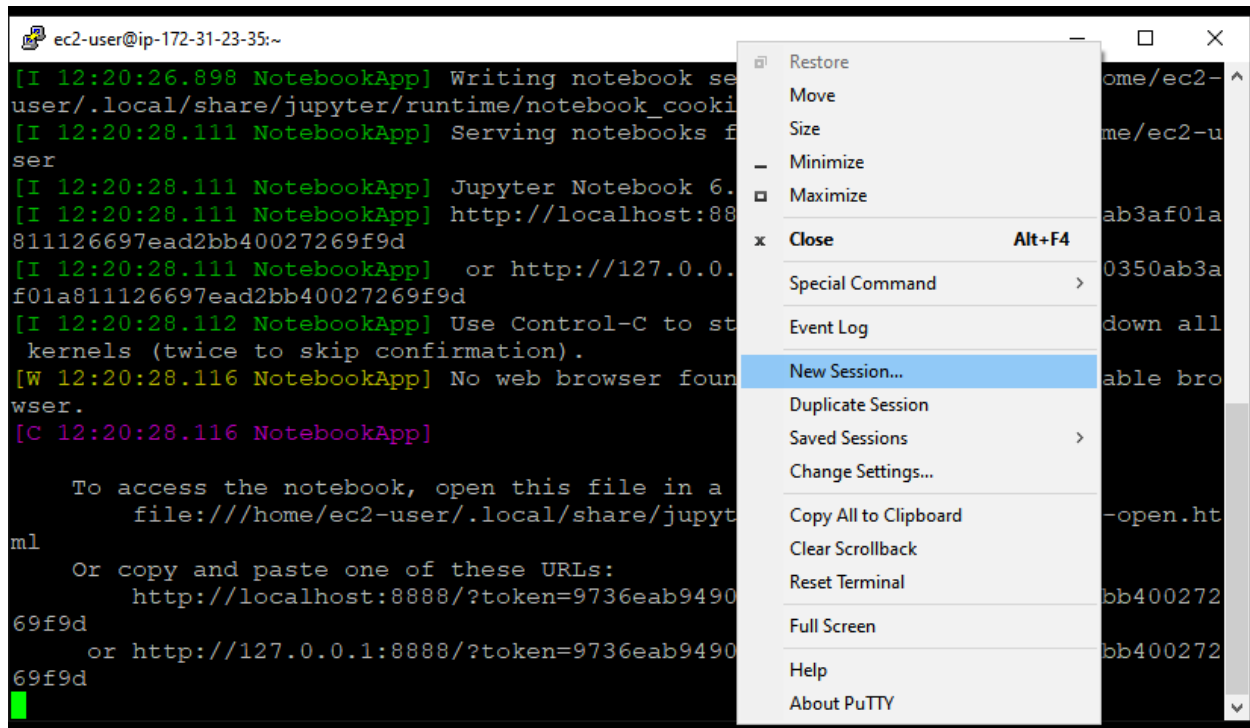 ec2-user@ip-172-31-23-35:~
[I 12:20:26.898 NotebookApp] Writing notebook se
ome/ec2-
user/.local/share/jupyter/runtime/notebook_cooki
[I 12:20:28.111 NotebookApp] Serving notebooks f
me/ec2-u
ser
[I 12:20:28.111 NotebookApp] Jupyter Notebook 6.
[I 12:20:28.111 NotebookApp] http://localhost:88
ab3af01a
811126697ead2bb40027269f9d
[I 12:20:28.111 NotebookApp]  or http://127.0.0.
0350ab3a
f01a811126697ead2bb40027269f9d
[I 12:20:28.112 NotebookApp] Use Control-C to st
down all
kernels (twice to skip confirmation).
[W 12:20:28.116 NotebookApp] No web browser foun
able bro
wser.
[C 12:20:28.116 NotebookApp]
To access the notebook, open this file in a
file:///home/ec2-user/.local/share/jupyt
-open.ht
ml
Or copy and paste one of these URLs:
http://localhost:8888/?token=9736eab9490
bb400272
69f9d
or http://127.0.0.1:8888/?token=9736eab9490
bb400272
69f9d
Restore
Move
Size
Minimize
Maximize
Close Alt+F4
Special Command
Event Log
New Session...
Duplicate Session
Saved Sessions
Change Settings...
Copy All to Clipboard
Clear Scrollback
Reset Terminal
Full Screen
Help
About PuTTY